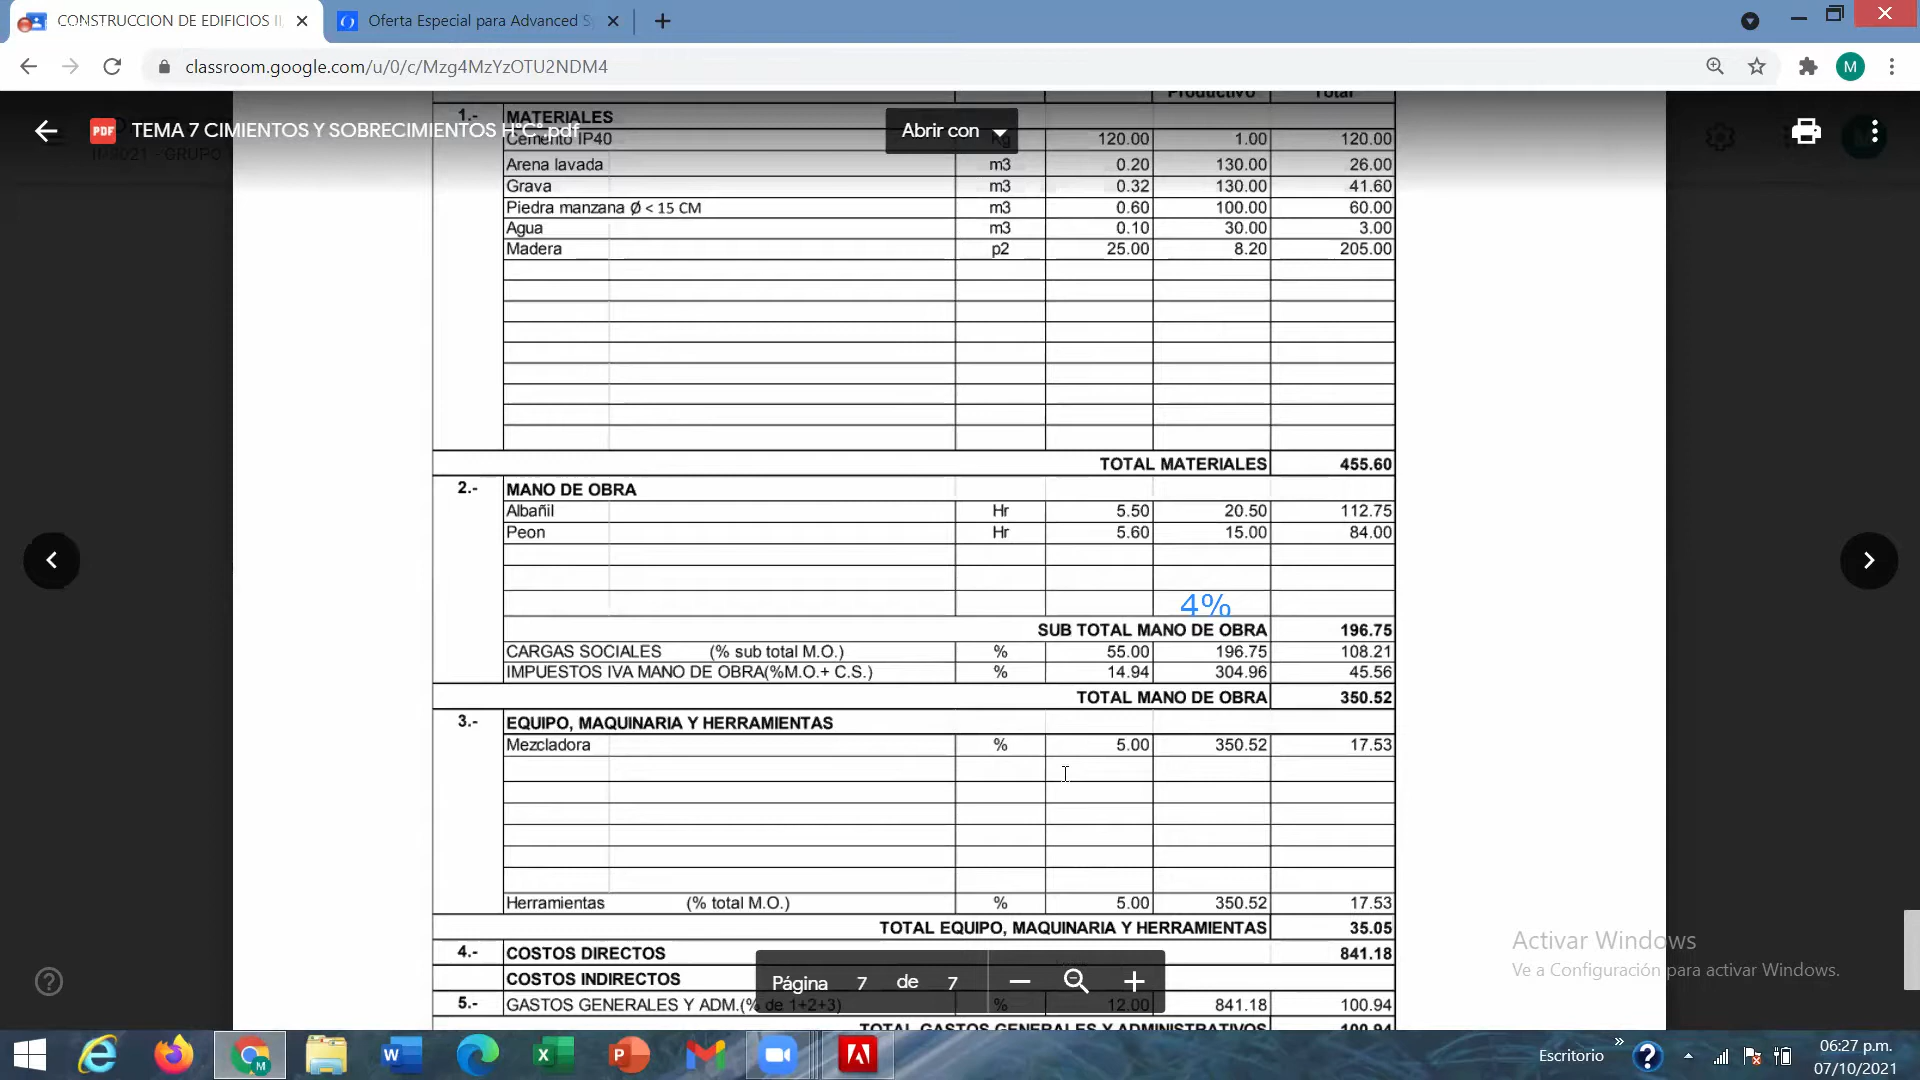 CONSTRUCCION DE EDIFICIOS II
Oferta Especial para Advanced S
classroom.google.com/u/0/c/Mzg4MzYzOTU2NDM4
M
Productivo Total
PDF TEMA 7 CIMIENTOS Y SOBRECIMIENTOS H°C°.pdf
Abrir con
1.- MATERIALES
Cemento IP40 Kg 120.00 1.00 120.00
Arena lavada m3 0.20 130.00 26.00
Grava m3 0.32 130.00 41.60
Piedra manzana Ø < 15 CM m3 0.60 100.00 60.00
Agua m3 0.10 30.00 3.00
Madera p2 25.00 8.20 205.00
TOTAL MATERIALES 455.60
2.- MANO DE OBRA
Albañil Hr 5.50 20.50 112.75
Peon Hr 5.60 15.00 84.00
4%
SUB TOTAL MANO DE OBRA 196.75
CARGAS SOCIALES (% sub total M.O.) % 55.00 196.75 108.21
IMPUESTOS IVA MANO DE OBRA(%M.O.+ C.S.) % 14.94 304.96 45.56
TOTAL MANO DE OBRA 350.52
3.- EQUIPO, MAQUINARIA Y HERRAMIENTAS
Mezcladora % 5.00 350.52 17.53
Herramientas (% total M.O.) % 5.00 350.52 17.53
TOTAL EQUIPO, MAQUINARIA Y HERRAMIENTAS 35.05
4.- COSTOS DIRECTOS 841.18
COSTOS INDIRECTOS
5.- GASTOS GENERALES Y ADM.(% de 1+2+3) % 12.00 841.18 100.94
TOTAL GASTOS GENERALES Y ADMINISTRATIVOS 100.94
Página 7 de 7
Activar Windows
Ve a Configuración para activar Windows.
Escritorio
06:27 p.m.
07/10/2021